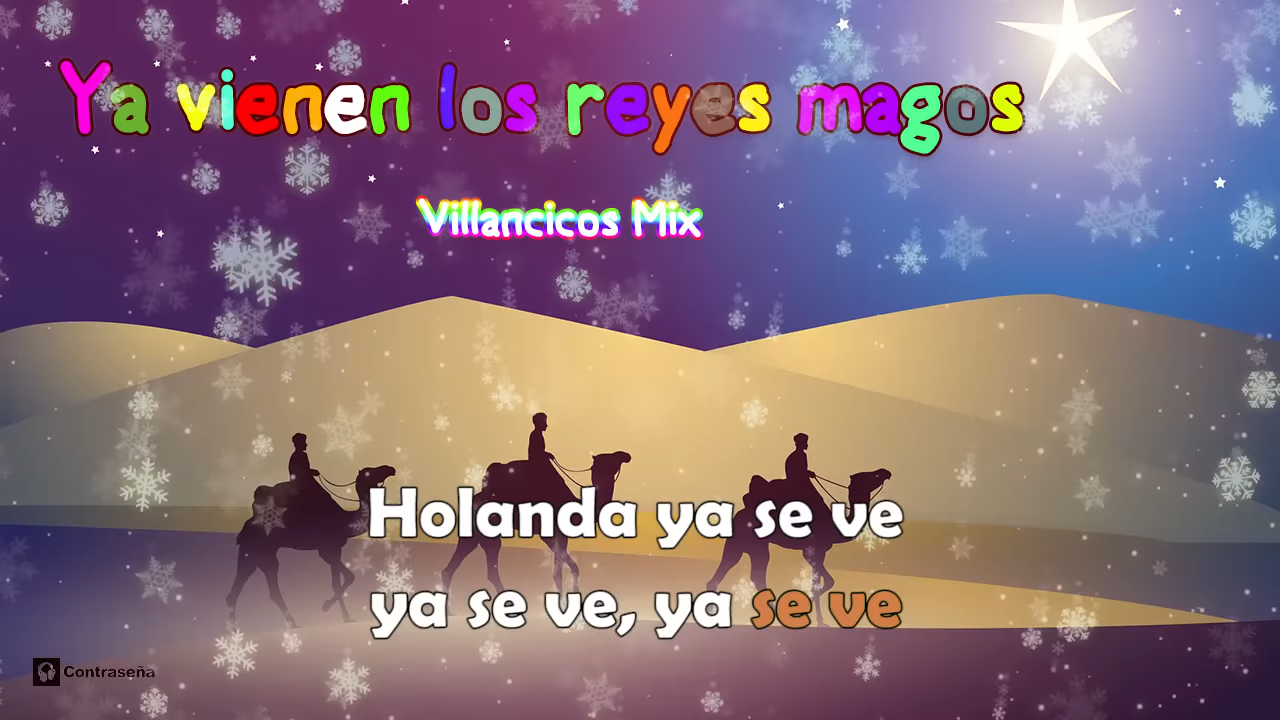 Ya vienen los reyes magos
Villancicos Mix
Holanda ya se ve
ya se ve, ya se ve
Contraseña